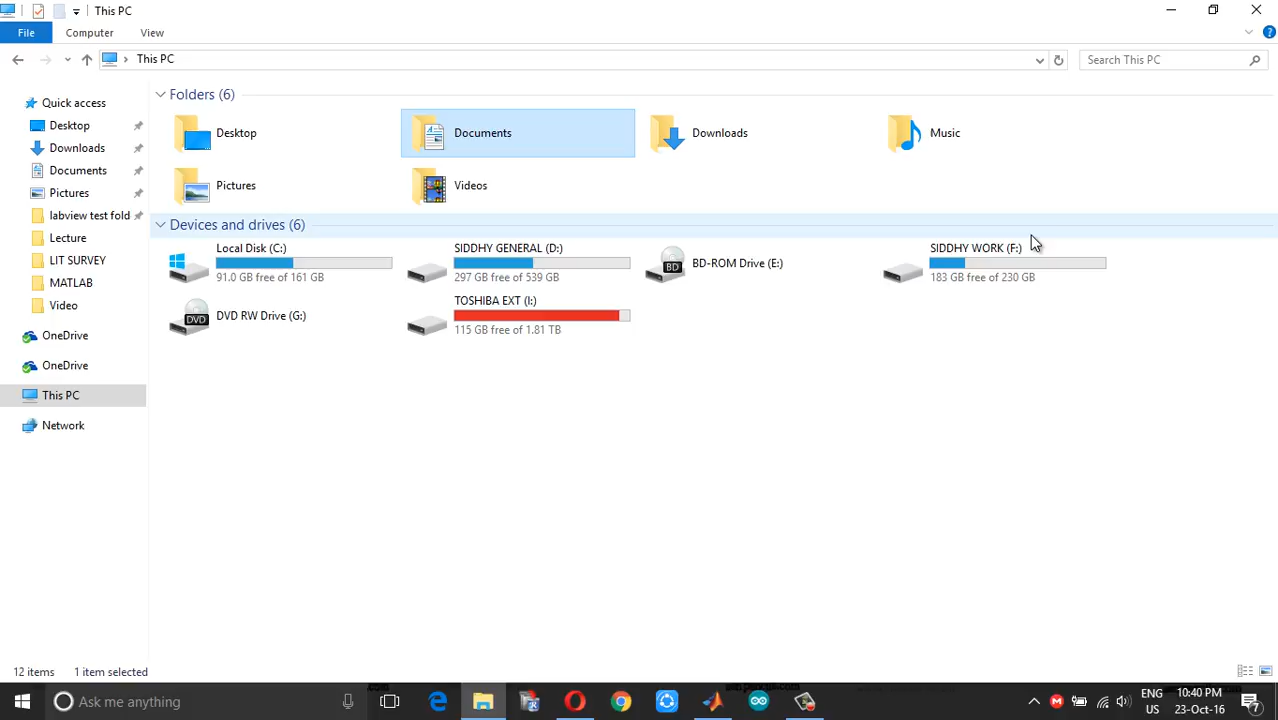 This PC
File Computer View
This PC Search This PC
Quick access
Desktop
Downloads
Documents
Pictures
labview test fold
Lecture
LIT SURVEY
MATLAB
Video
OneDrive
OneDrive
This PC
Network
Folders (6)
Desktop Documents Downloads Music
Pictures Videos
Devices and drives (6)
Local Disk (C:)
91.0 GB free of 161 GB
SIDDHY GENERAL (D:)
297 GB free of 539 GB
BD
BD-ROM Drive (E:)
SIDDHY WORK (F:)
183 GB free of 230 GB
DVD
DVD RW Drive (G:)
TOSHIBA EXT (I:)
115 GB free of 1.81 TB
12 items 1 item selected
Ask me anything
ENG
US
10:40 PM
23-Oct-16
7